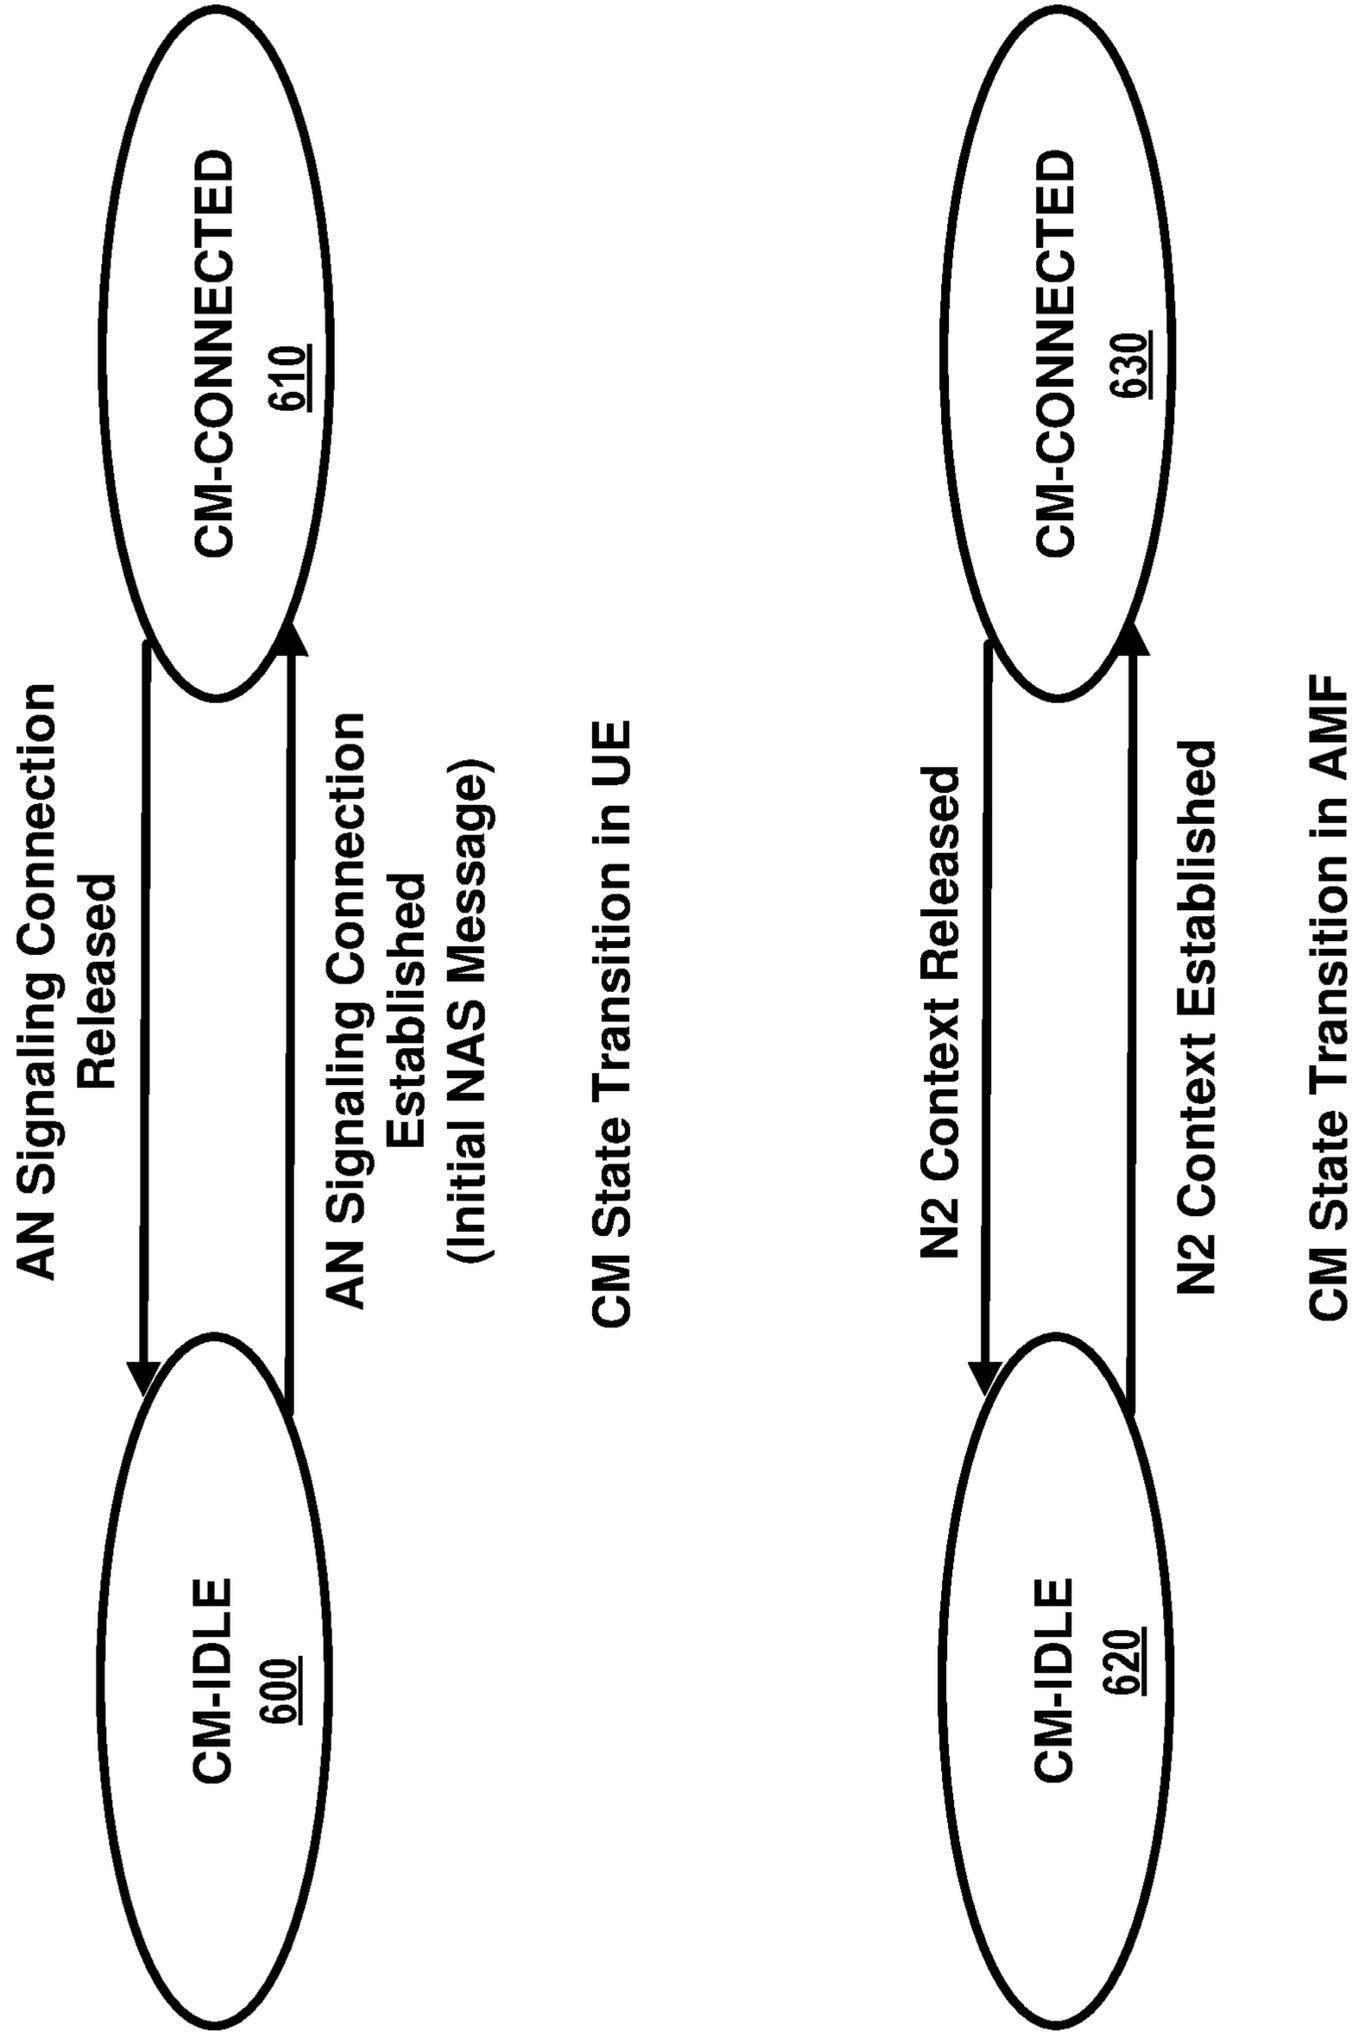 AN Signaling Connection
Released
CM-IDLE
600
CM-CONNECTED
610
AN Signaling Connection
Established
(Initial NAS Message)
CM State Transition in UE
N2 Context Released
CM-IDLE
620
CM-CONNECTED
630
N2 Context Established
CM State Transition in AMF